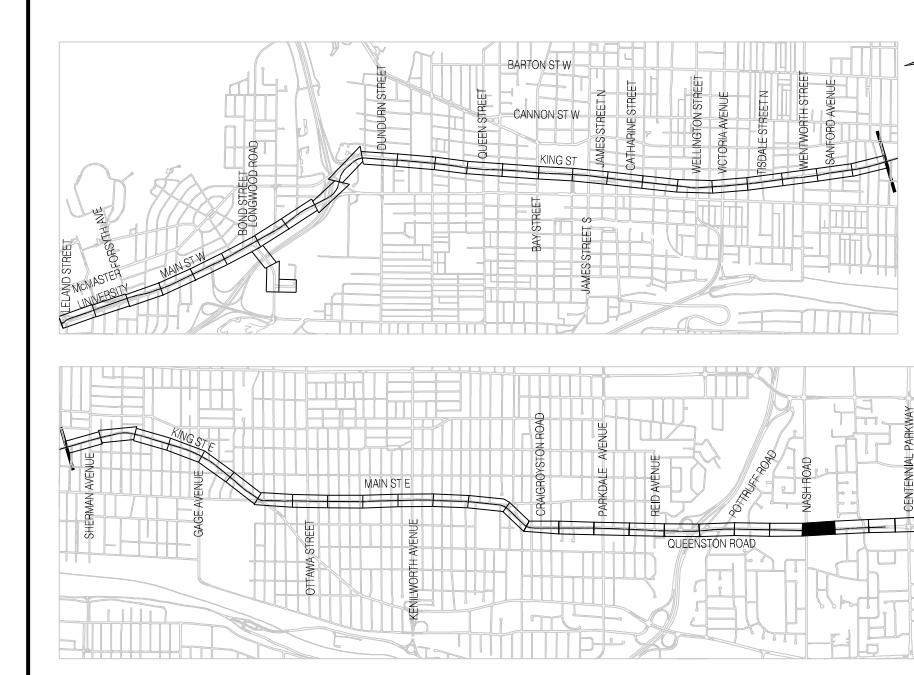 BARTON ST W
DUNDURN STREET
QUEEN STREET
CANNON ST W
JAMES STREET N
CATHARINE STREET
WELLINGTON STREET
VICTORIA AVENUE
TISDALE STREET N
WENTWORTH STREET
SANFORD AVENUE
KING ST
BOND STREET
LONGWOOD ROAD
BAY STREET
JAMES STREET S
LELAND STREET
FORSYTH AVE
McMASTER
UNIVERSITY
MAIN ST W
KING ST E
SHERMAN AVENUE
GAGE AVENUE
MAIN ST E
OTTAWA STREET
KENILWORTH AVENUE
CRAIGROYSTON ROAD
PARKDALE AVENUE
REID AVENUE
POTTRUFF ROAD
NASH ROAD
CENTENNIAL PARKWAY
QUEENSTON ROAD